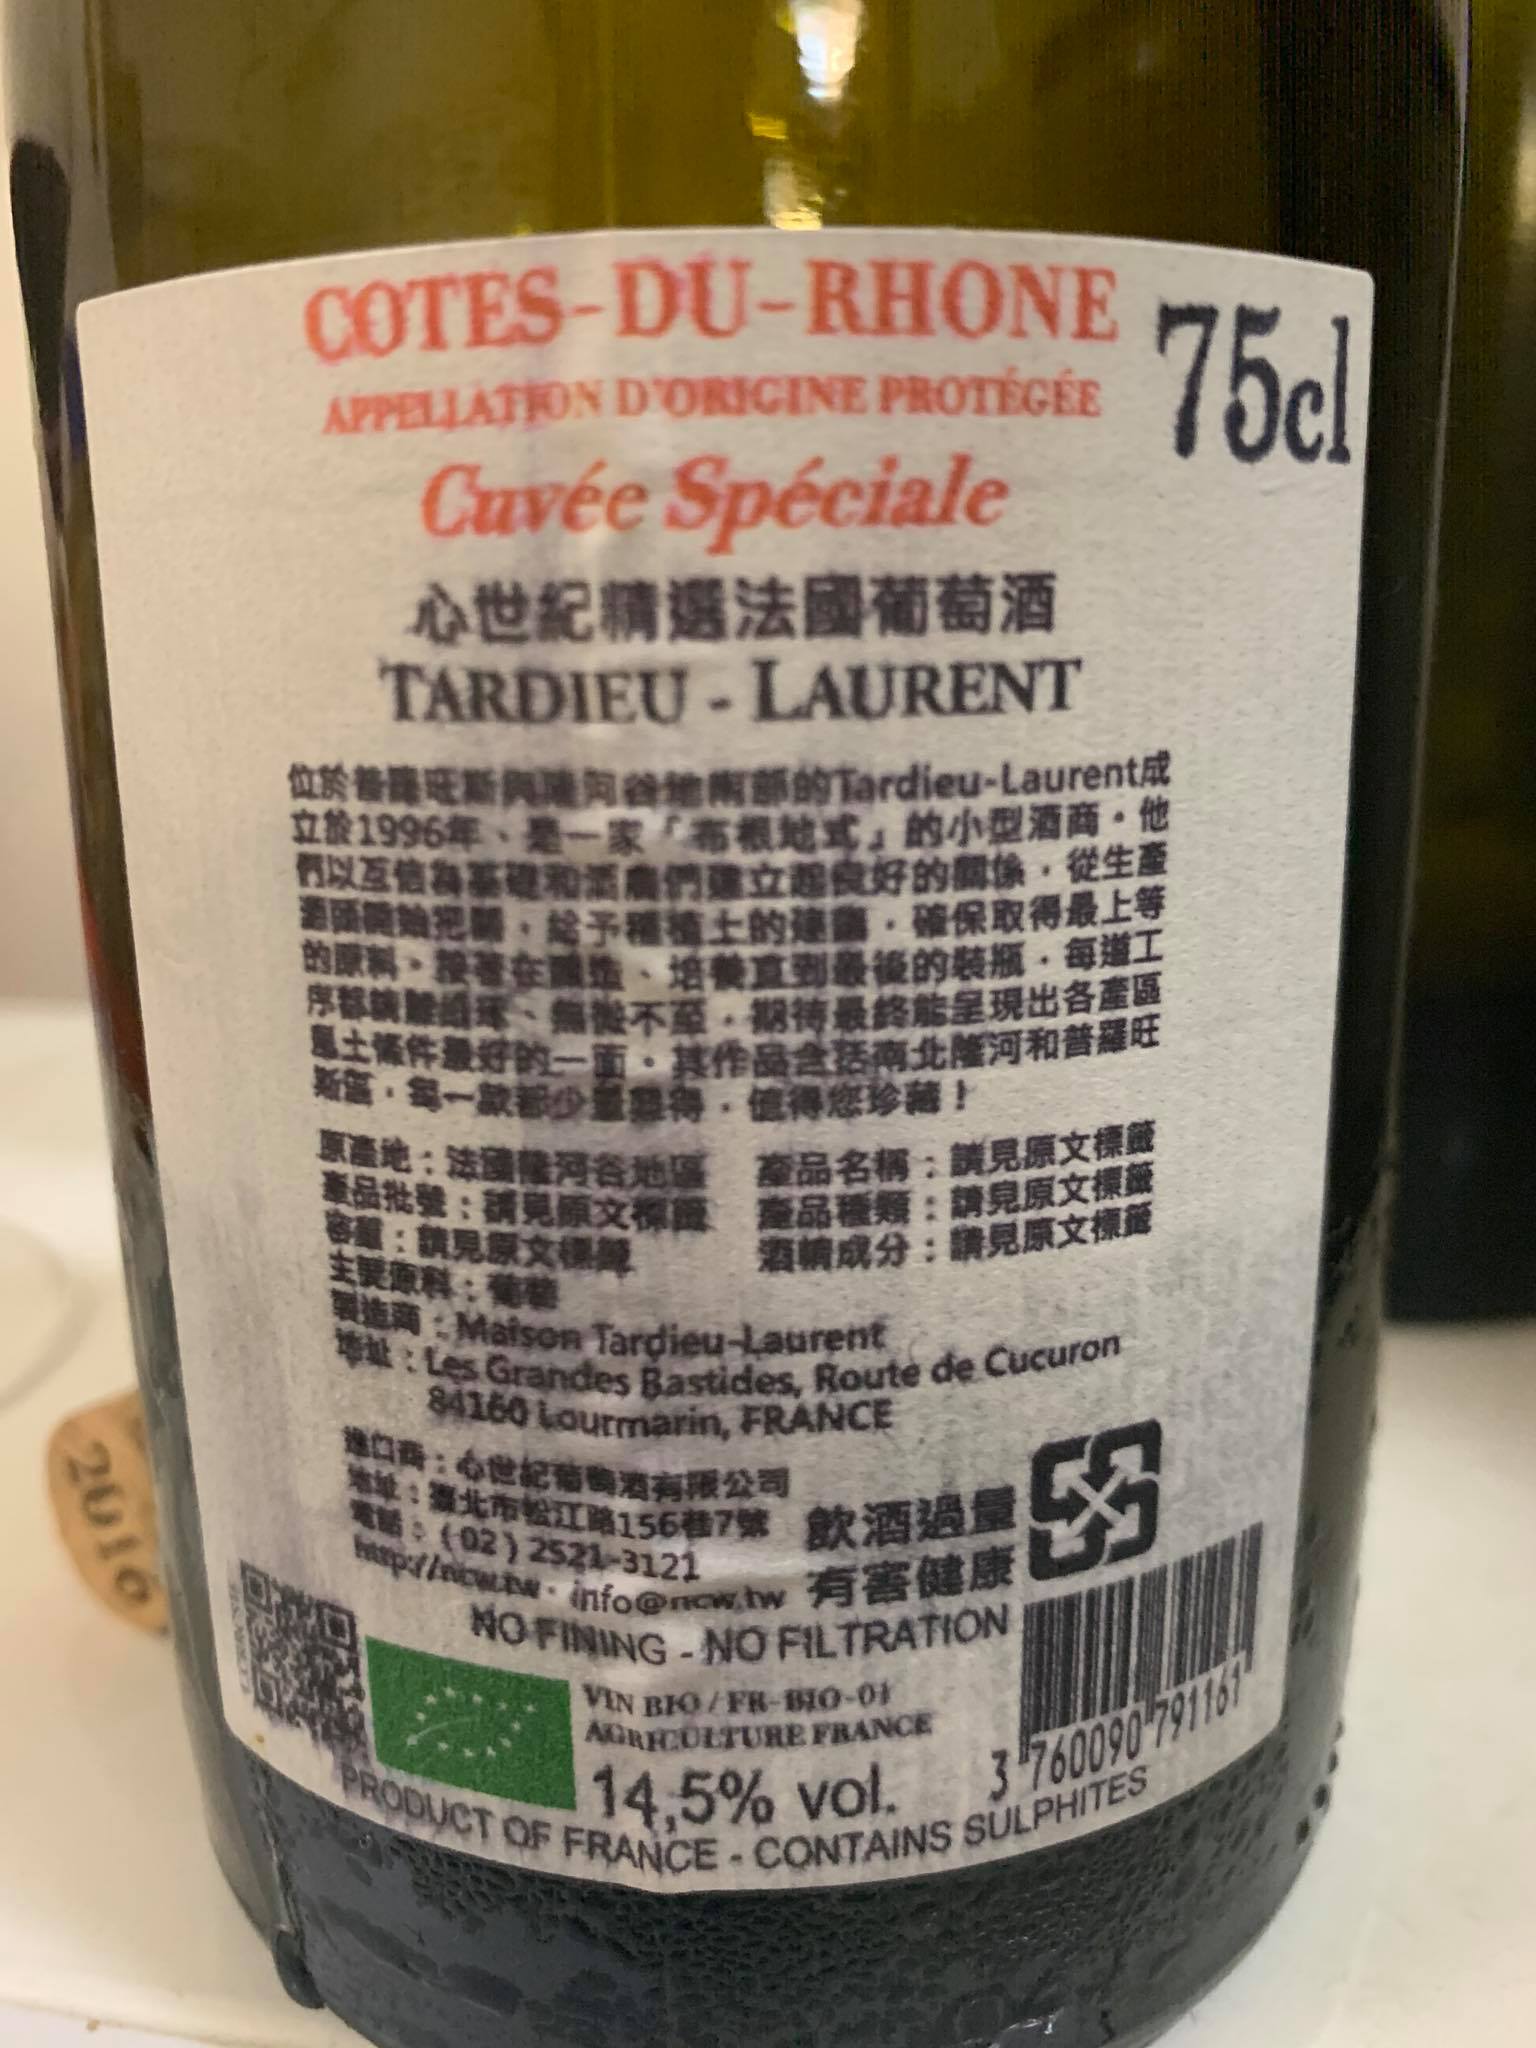 COTES-DU-RHONE
75cl
APPELLATION D'ORIGINE PROTÉGÉE
Cuvée Spéciale
心世紀精選法國葡萄酒
TARDIEU - LAURENT
位於普羅旺斯與隆河谷地南部的Tardieu-Laurent成
立於1996年、是一家「布根地式」的小型酒商。他
們以互信為基礎和酒農們建立起良好的關係，從生產
源頭開始把關，給予種植土的建議，確保取得最上等
的原料。接著在釀造、培養直到最後的裝瓶，每道工
序都、無微不至，期待最終能呈現出各產區
風土條件最好的一面。其作品含括南北隆河和普羅旺
斯區，每一款都少量難得，值得您珍藏！
原產地：法國隆河谷地區 產品名稱：請見原文標籤
產品批號：請見原文標籤 產品種類：請見原文標籤
容量：請見原文標籤 酒精成分：請見原文標籤
主要原料：葡萄
製造商：Maison Tardieu-Laurent
地址：Les Grandes Bastides, Route de Cucuron
84160 Lourmarin, FRANCE
進口商：心世紀葡萄酒有限公司
地址：臺北市松江路156巷7號
電話：(02) 2521-3121
http://ncw.tw · info@ncw.tw
飲酒過量
有害健康
NO FINING - NO FILTRATION
VIN BIO / FR-BIO-01
AGRICULTURE FRANCE
14,5% vol.
3 760090 791161
PRODUCT OF FRANCE - CONTAINS SULPHITES
2016